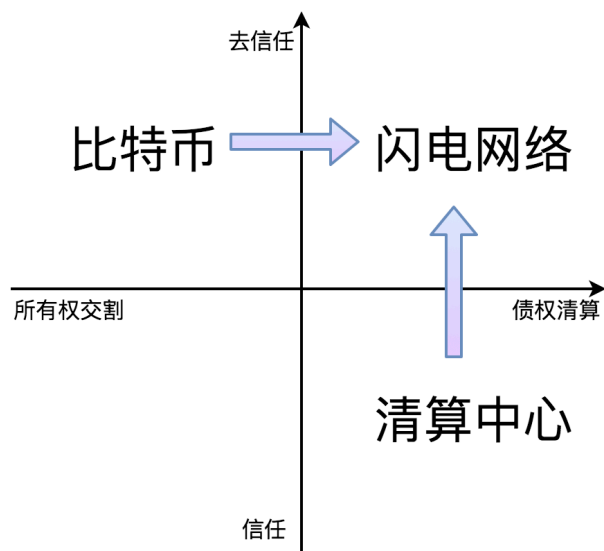 去信任
比特币
闪电网络
所有权交割
债权清算
清算中心
信任